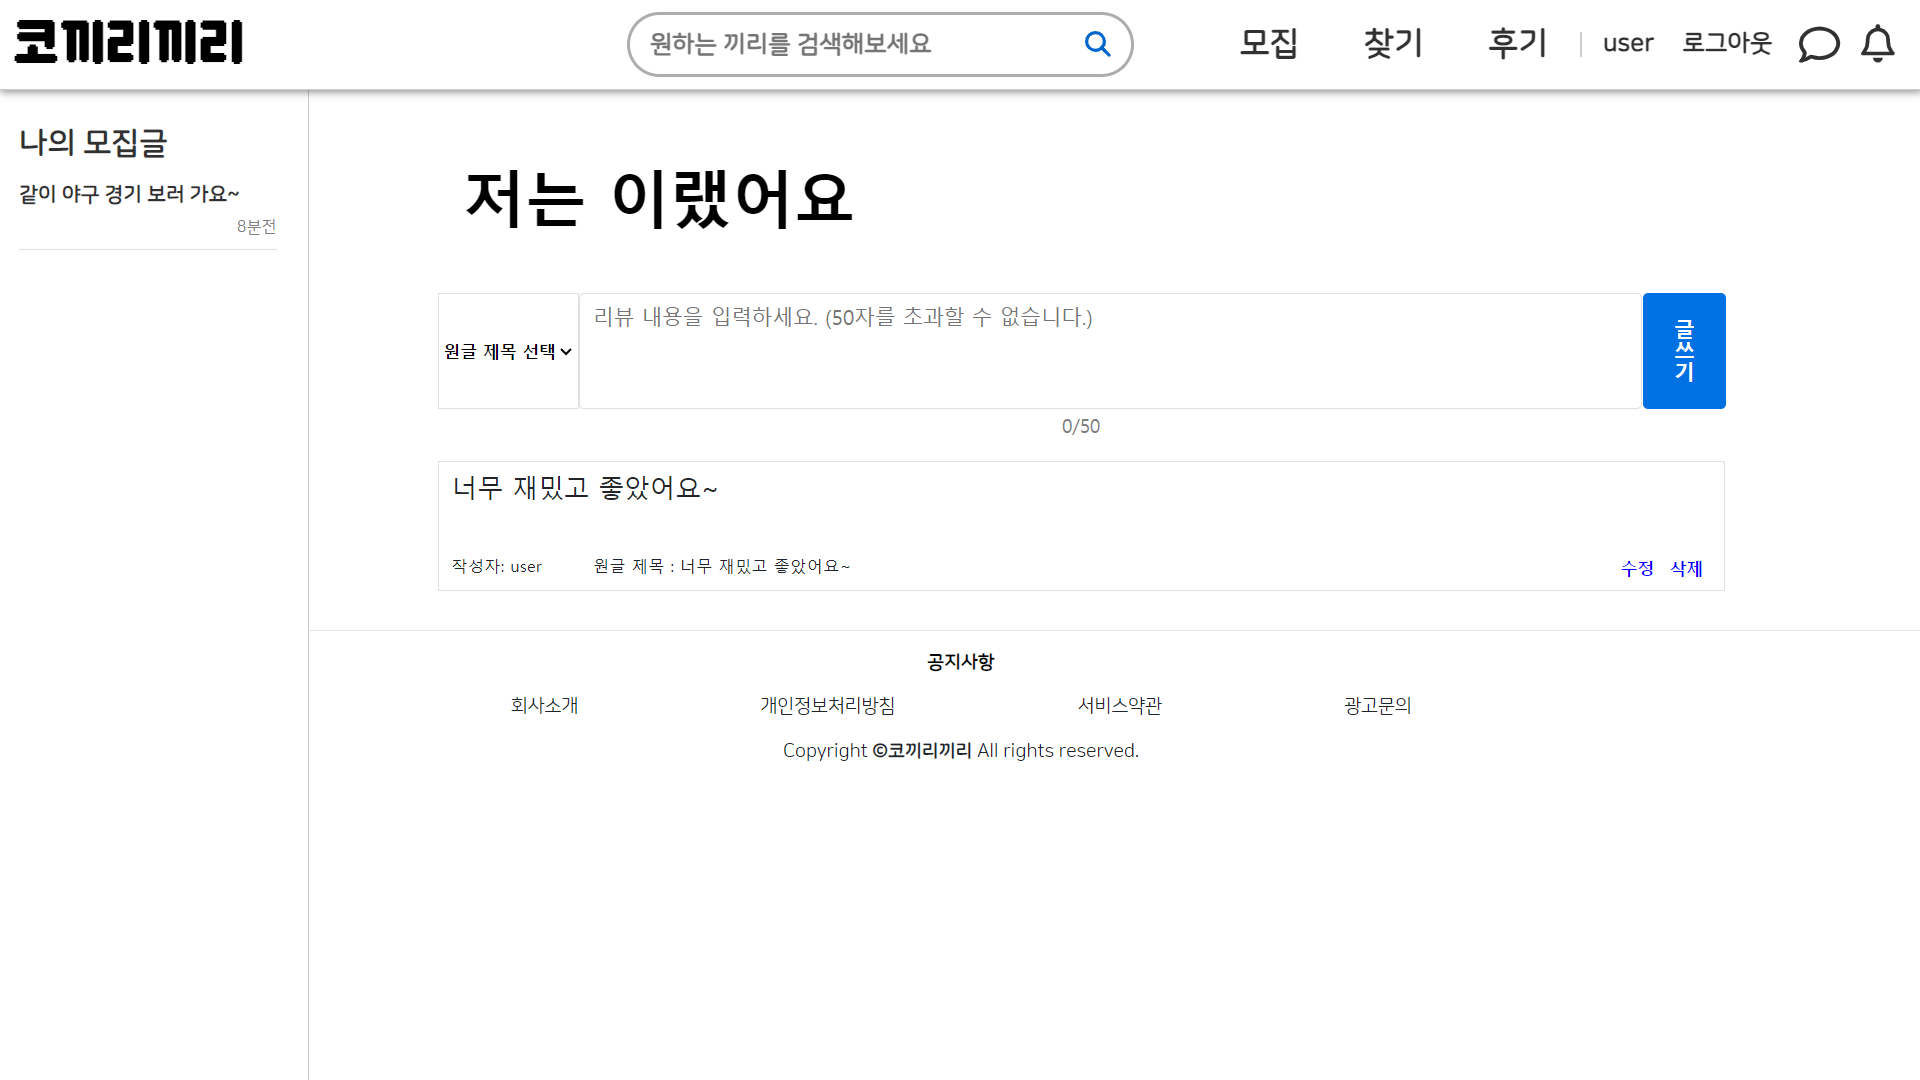 코끼리끼리
원하는 끼리를 검색해보세요
모집
찾기
후기
user
로그아웃
나의 모집글
같이 야구 경기 보러 가요~
8분전
저는 이랬어요
원글 제목 선택
리뷰 내용을 입력하세요. (50자를 초과할 수 없습니다.)
글
쓰
기
0/50
너무 재밌고 좋았어요~
작성자: user 원글 제목 : 너무 재밌고 좋았어요~
수정 삭제
공지사항
회사소개 개인정보처리방침 서비스약관 광고문의
Copyright ©코끼리끼리 All rights reserved.